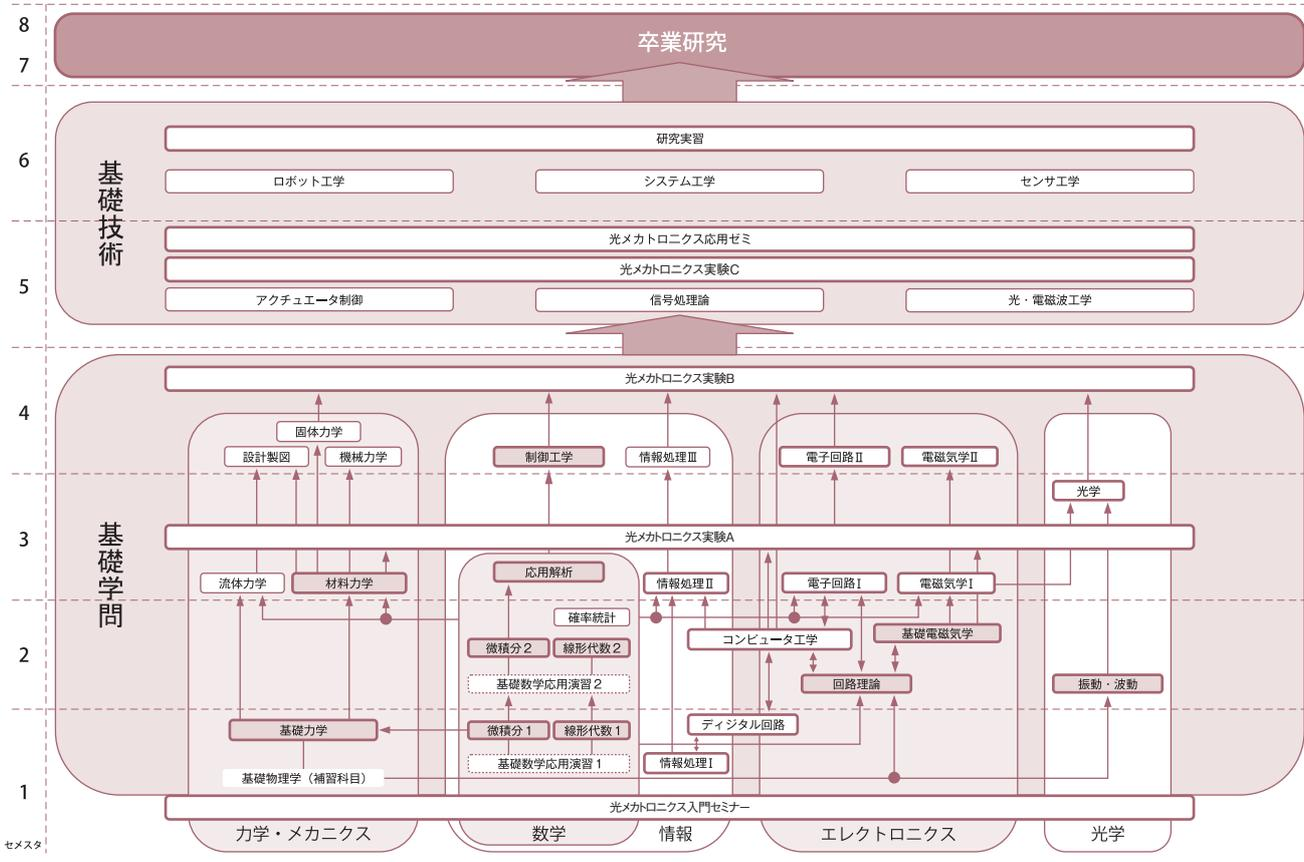 8
卒業研究
7
基礎技術
6
研究実習
ロボット工学
システム工学
センサ工学
5
光メカトロニクス応用ゼミ
光メカトロニクス実験C
アクチュエータ制御
信号処理論
光・電磁波工学
基礎学問
4
光メカトロニクス実験B
固体力学
設計製図
機械力学
制御工学
情報処理Ⅲ
電子回路Ⅱ
電磁気学Ⅱ
光学
3
光メカトロニクス実験A
流体力学
材料力学
応用解析
情報処理Ⅱ
電子回路Ⅰ
電磁気学Ⅰ
2
確率統計
微積分2
線形代数2
コンピュータ工学
基礎電磁気学
基礎数学応用演習2
回路理論
振動・波動
1
基礎力学
微積分1
線形代数1
ディジタル回路
基礎数学応用演習1
情報処理Ⅰ
基礎物理学（補習科目）
光メカトロニクス入門セミナー
力学・メカニクス
数学
情報
エレクトロニクス
光学
セメスタ